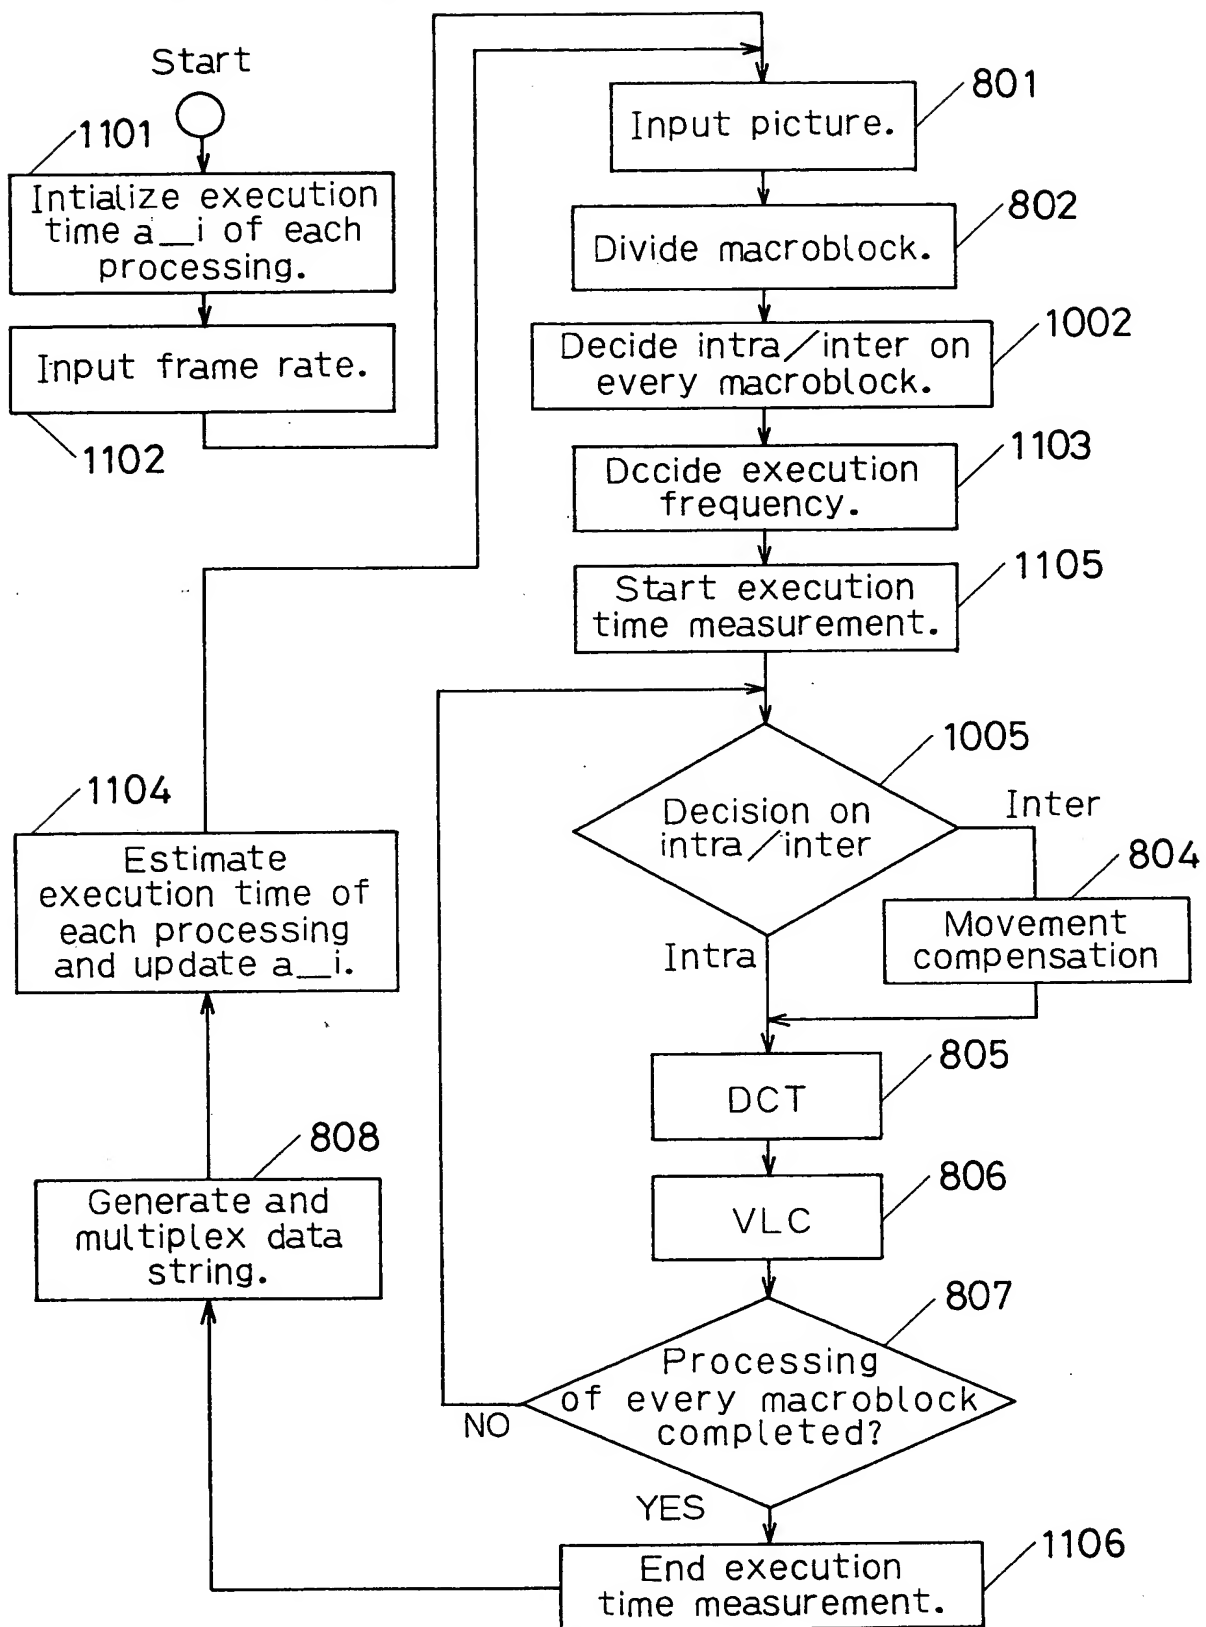 Start
1101
Intialize execution
time a__i of each
processing.
Input frame rate.
1102
801
Input picture.
802
Divide macroblock.
1002
Decide intra/inter on
every macroblock.
1103
Dccide execution
frequency.
1105
Start execution
time measurement.
1005
Decision on
intra/inter
Inter
804
Movement
compensation
Intra
805
DCT
806
VLC
807
Processing
of every macroblock
completed?
NO
YES
1106
End execution
time measurement.
808
Generate and
multiplex data
string.
1104
Estimate
execution time of
each processing
and update a__i.